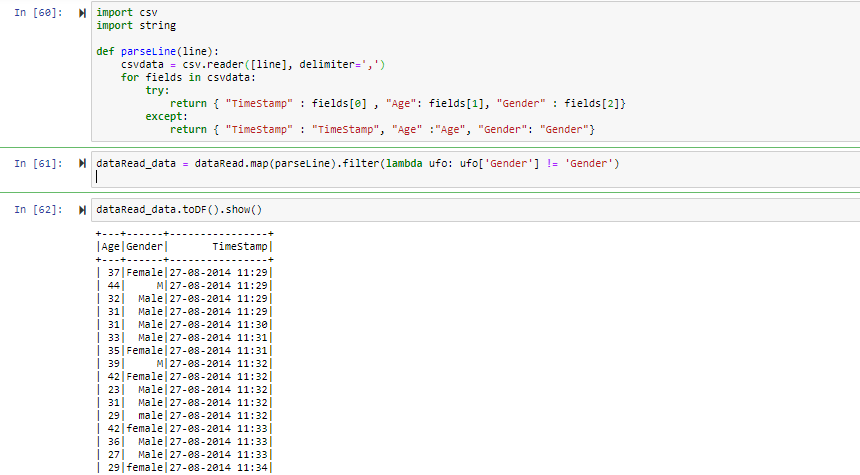 In [60]:
import csv
import string
def parseLine(line):
    csvdata = csv.reader([line], delimiter=',')
    for fields in csvdata:
        try:
            return { "TimeStamp" : fields[0] , "Age": fields[1], "Gender" : fields[2]}
        except:
            return { "TimeStamp" : "TimeStamp", "Age" :"Age", "Gender": "Gender"}
In [61]:
dataRead_data = dataRead.map(parseLine).filter(lambda ufo: ufo['Gender'] != 'Gender')
In [62]:
dataRead_data.toDF().show()
+---+------+----------------+
|Age|Gender|       TimeStamp|
+---+------+----------------+
| 37|Female|27-08-2014 11:29|
| 44|     M|27-08-2014 11:29|
| 32|  Male|27-08-2014 11:29|
| 31|  Male|27-08-2014 11:29|
| 31|  Male|27-08-2014 11:30|
| 33|  Male|27-08-2014 11:31|
| 35|Female|27-08-2014 11:31|
| 39|     M|27-08-2014 11:32|
| 42|Female|27-08-2014 11:32|
| 23|  Male|27-08-2014 11:32|
| 31|  Male|27-08-2014 11:32|
| 29|  male|27-08-2014 11:32|
| 42|female|27-08-2014 11:33|
| 36|  Male|27-08-2014 11:33|
| 27|  Male|27-08-2014 11:33|
| 29|female|27-08-2014 11:34|